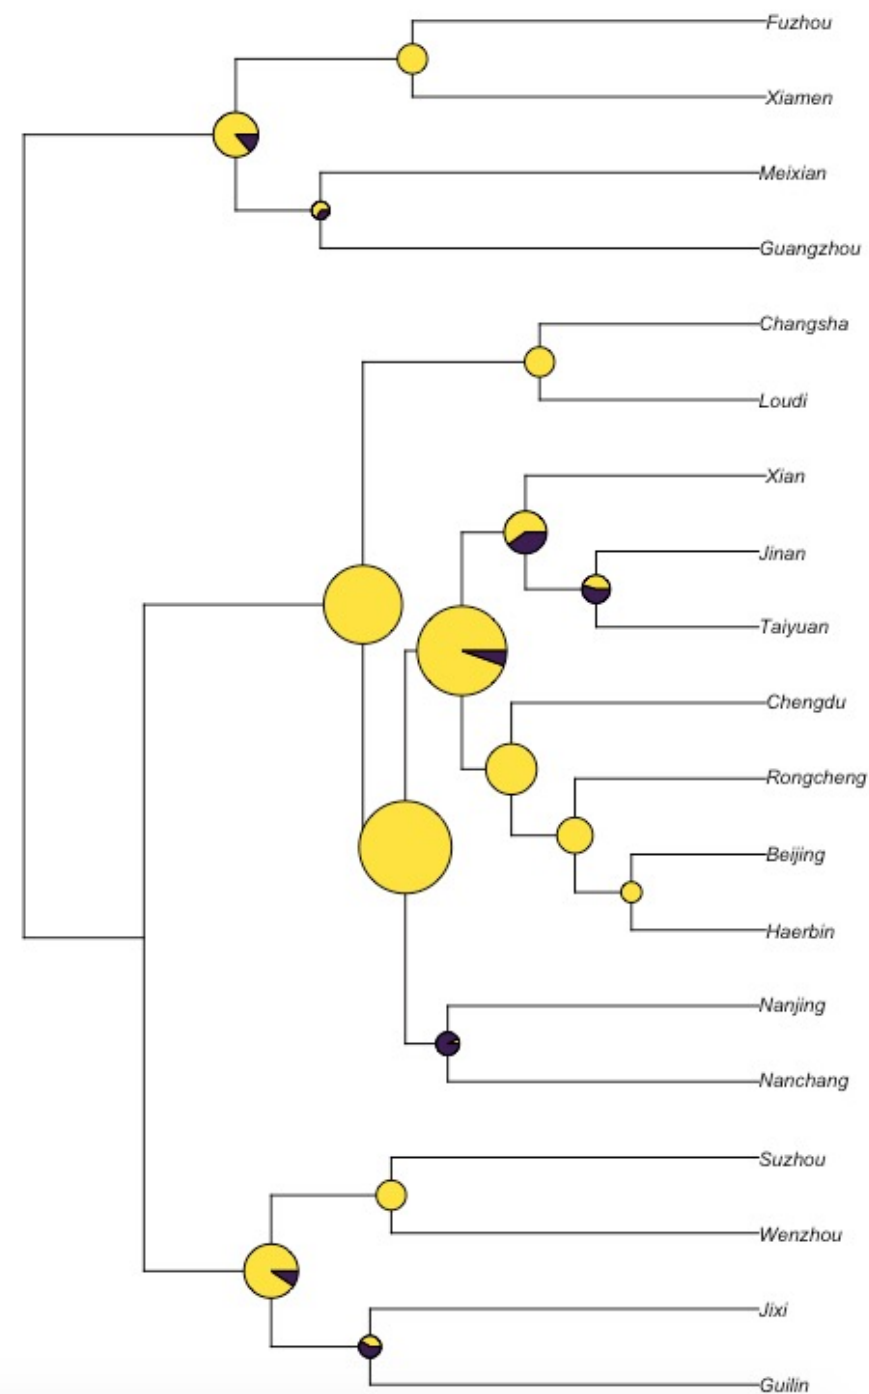 Fuzhou
Xiamen
Meixian
Guangzhou
Changsha
Loudi
Xian
Jinan
Taiyuan
Chengdu
Rongcheng
Beijing
Haerbin
Nanjing
Nanchang
Suzhou
Wenzhou
Jixi
Guilin